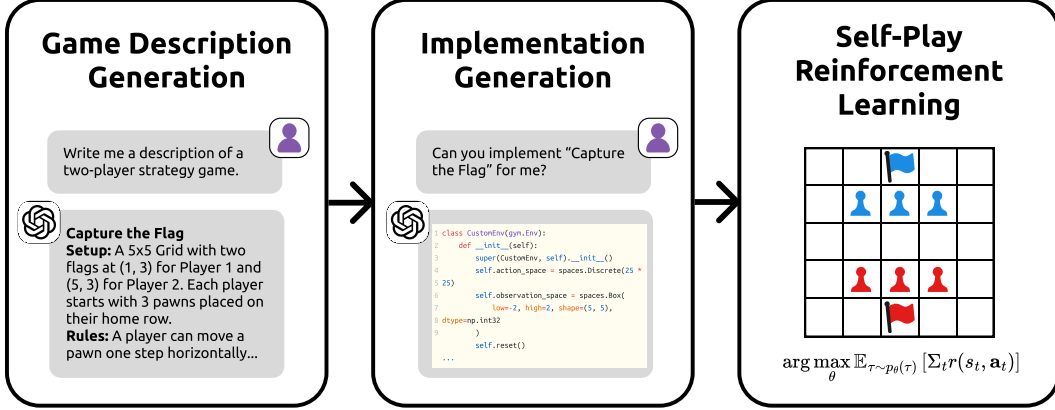 Game Description
Generation
Write me a description of a
two-player strategy game.
Capture the Flag
Setup: A 5x5 Grid with two
flags at (1, 3) for Player 1 and
(5, 3) for Player 2. Each player
starts with 3 pawns placed on
their home row.
Rules: A player can move a
pawn one step horizontally...
Implementation
Generation
Can you implement “Capture
the Flag” for me?
1 class CustomEnv(gym.Env):
2 def __init__(self):
3 super(CustomEnv, self).__init__()
4 self.action_space = spaces.Discrete(25 *
5 25)
6 self.observation_space = spaces.Box(
7 low=-2, high=2, shape=(5, 5),
8 dtype=np.int32
9 )
self.reset()
...
Self-Play
Reinforcement
Learning
arg max_θ 𝔼_{τ∼p_θ(τ)} [Σ_t r(s_t, a_t)]